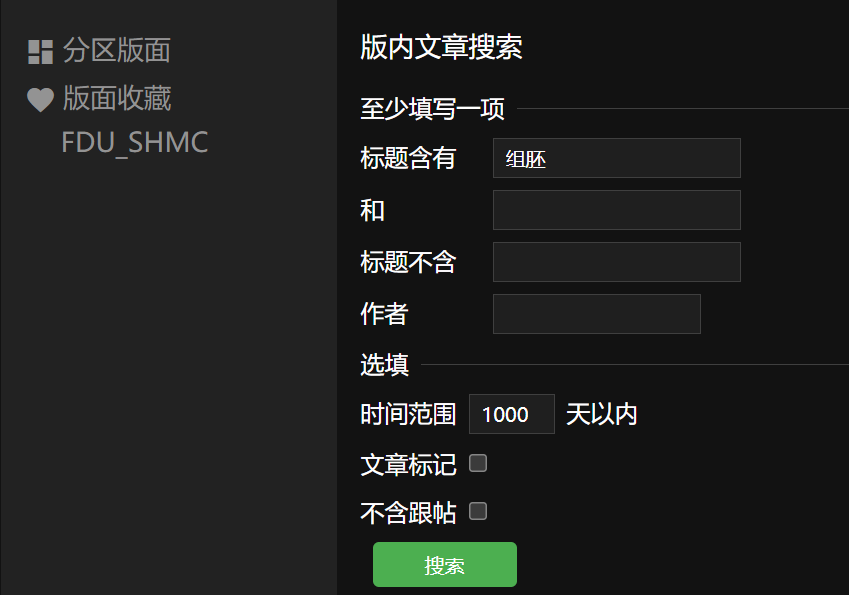 分区版面
版面收藏
FDU_SHMC
版内文章搜索
至少填写一项
标题含有 组胚
和
标题不含
作者
选填
时间范围 1000 天以内
文章标记
不含跟帖
搜索